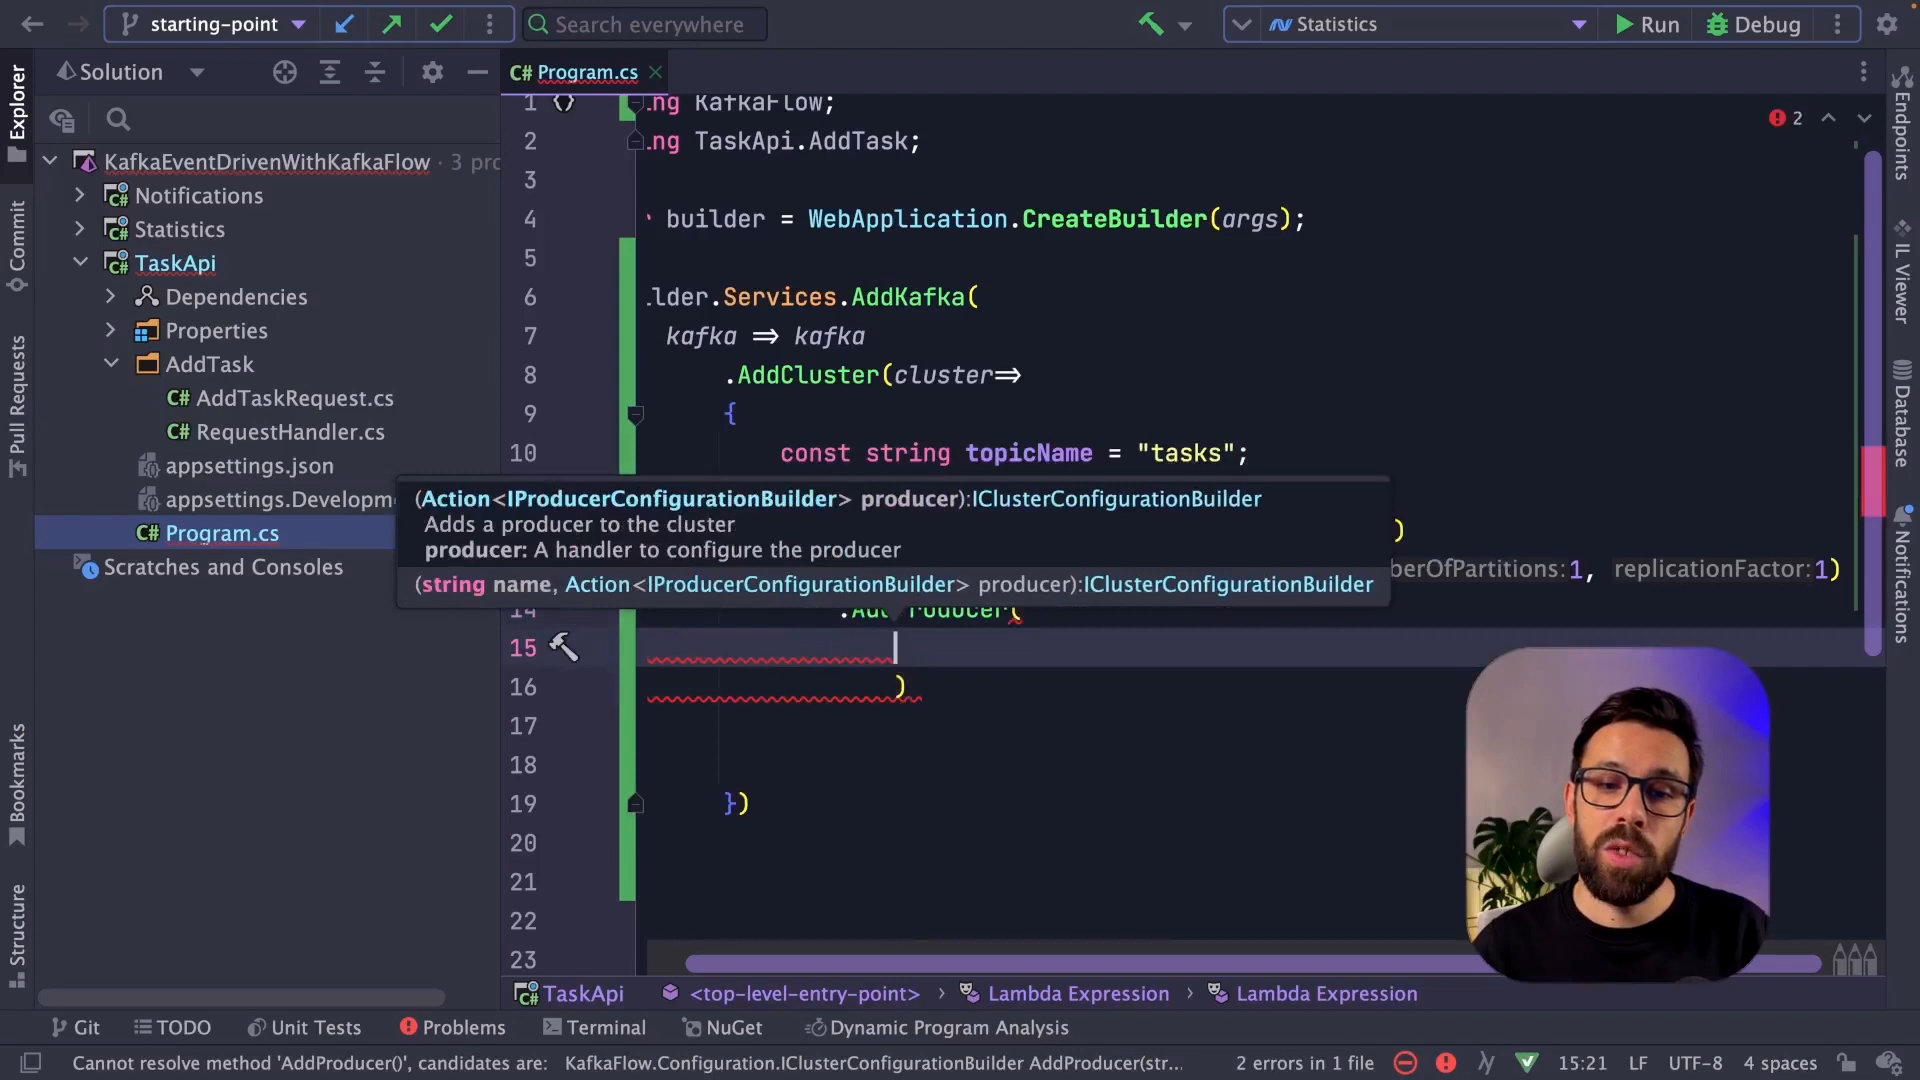 starting-point
Search everywhere
Statistics
Run
Debug
Solution
C# Program.cs
Explorer
Commit
Pull Requests
Bookmarks
Structure
Endpoints
IL Viewer
Database
Notifications
KafkaEventDrivenWithKafkaFlow · 3 pro
Notifications
Statistics
TaskApi
Dependencies
Properties
AddTask
C# AddTaskRequest.cs
C# RequestHandler.cs
appsettings.json
appsettings.Developm
C# Program.cs
Scratches and Consoles
2
1 ng KafkaFlow;
2 ng TaskApi.AddTask;
3
4 builder = WebApplication.CreateBuilder(args);
5
6 lder.Services.AddKafka(
7 kafka => kafka
8 .AddCluster(cluster=>
9 {
10 const string topicName = "tasks";
(Action<IProducerConfigurationBuilder> producer):IClusterConfigurationBuilder
Adds a producer to the cluster
producer: A handler to configure the producer
(string name, Action<IProducerConfigurationBuilder> producer):IClusterConfigurationBuilder
)
berOfPartitions:1, replicationFactor:1)
14 .AddProducer(
15
16 )
17
18
19 })
20
21
22
23
TaskApi <top-level-entry-point> › Lambda Expression › Lambda Expression
Git TODO Unit Tests Problems Terminal NuGet Dynamic Program Analysis
Cannot resolve method 'AddProducer()', candidates are: KafkaFlow.Configuration.IClusterConfigurationBuilder AddProducer(str... 2 errors in 1 file 15:21 LF UTF-8 4 spaces